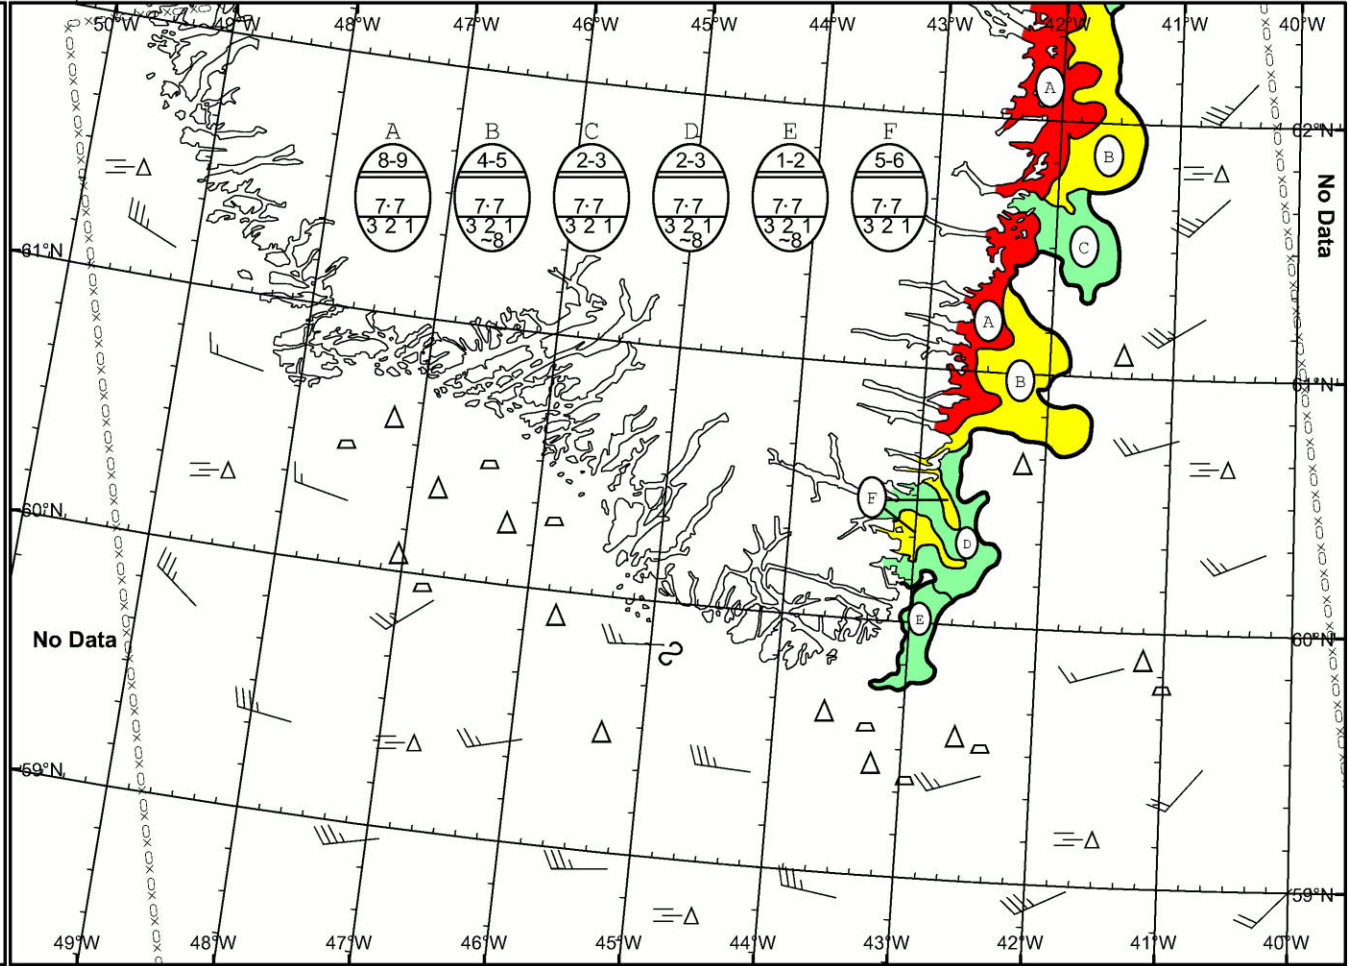 50°W 49°W 48°W 47°W 46°W 45°W 44°W 43°W 42°W 41°W 40°W
A
62°N
A B C D E F
8-9 4-5 2-3 2-3 1-2 5-6
B
7·7 7·7 7·7 7·7 7·7 7·7
3 2 1 3 2 1 3 2 1 3 2 1 3 2 1 3 2 1
~8 ~8 ~8
No Data
C
61°N
A
B
61°N
F
60°N
D
E
No Data
60°N
59°N
59°N
49°W 48°W 47°W 46°W 45°W 44°W 43°W 42°W 41°W 40°W